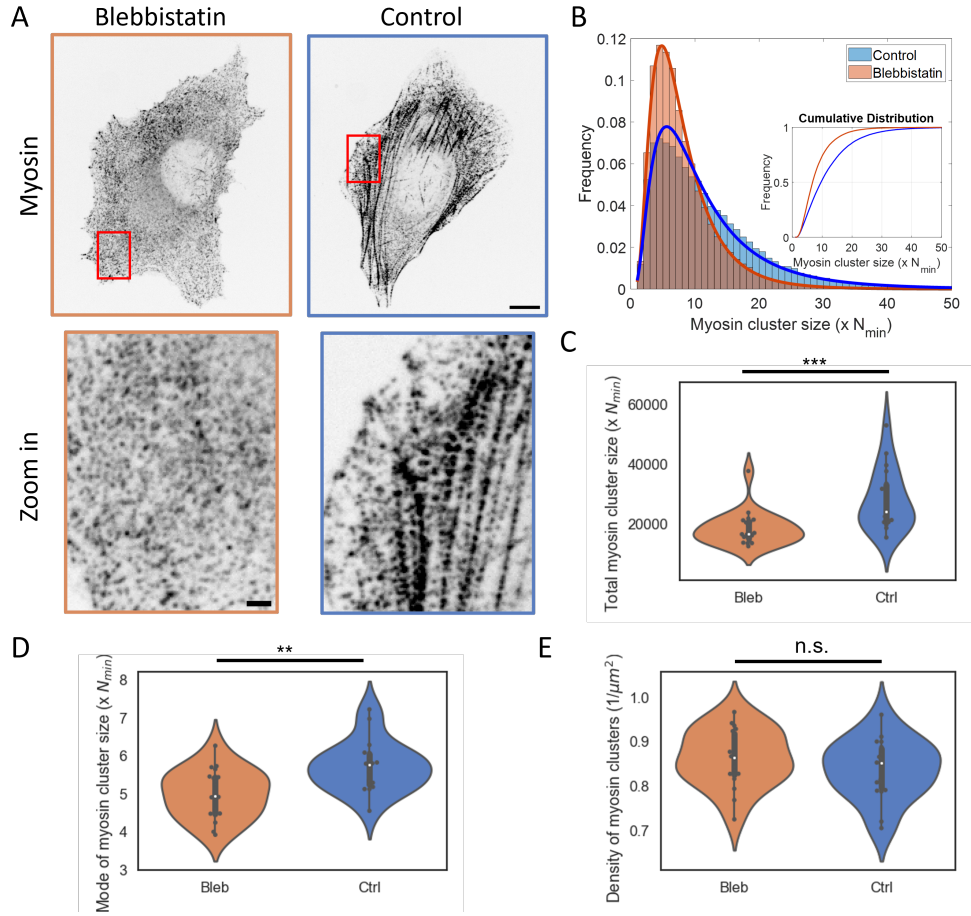 A
Blebbistatin
Control
Myosin
Zoom in
B
Frequency
0.12
0.1
0.08
0.06
0.04
0.02
0
0
10
20
30
40
50
Myosin cluster size (x N_min)
Control
Blebbistatin
Cumulative Distribution
Frequency
1
0.5
0
0
10
20
30
40
50
Myosin cluster size (x N_min)
C
***
Total myosin cluster size (x N_min)
60000
40000
20000
Bleb
Ctrl
D
**
Mode of myosin cluster size (x N_min)
8
7
6
5
4
3
Bleb
Ctrl
E
n.s.
Density of myosin clusters (1/μm²)
1.0
0.9
0.8
0.7
Bleb
Ctrl